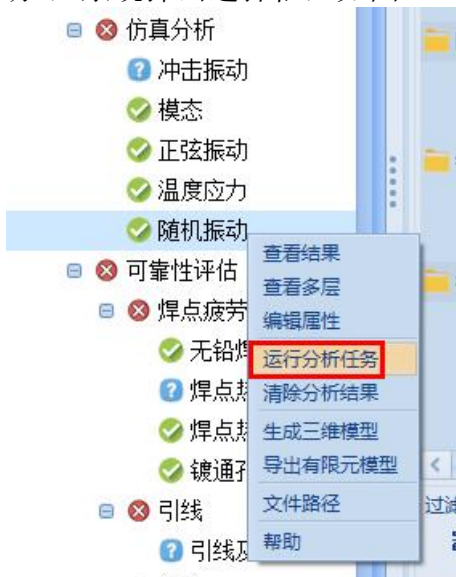 仿真分析
冲击振动
模态
正弦振动
温度应力
随机振动
查看结果
查看多层
编辑属性
运行分析任务
清除分析结果
生成三维模型
导出有限元模型
文件路径
帮助
可靠性评估
焊点疲劳
无铅焊
焊点热
焊点热
镀通孔
引线
引线及
过滤